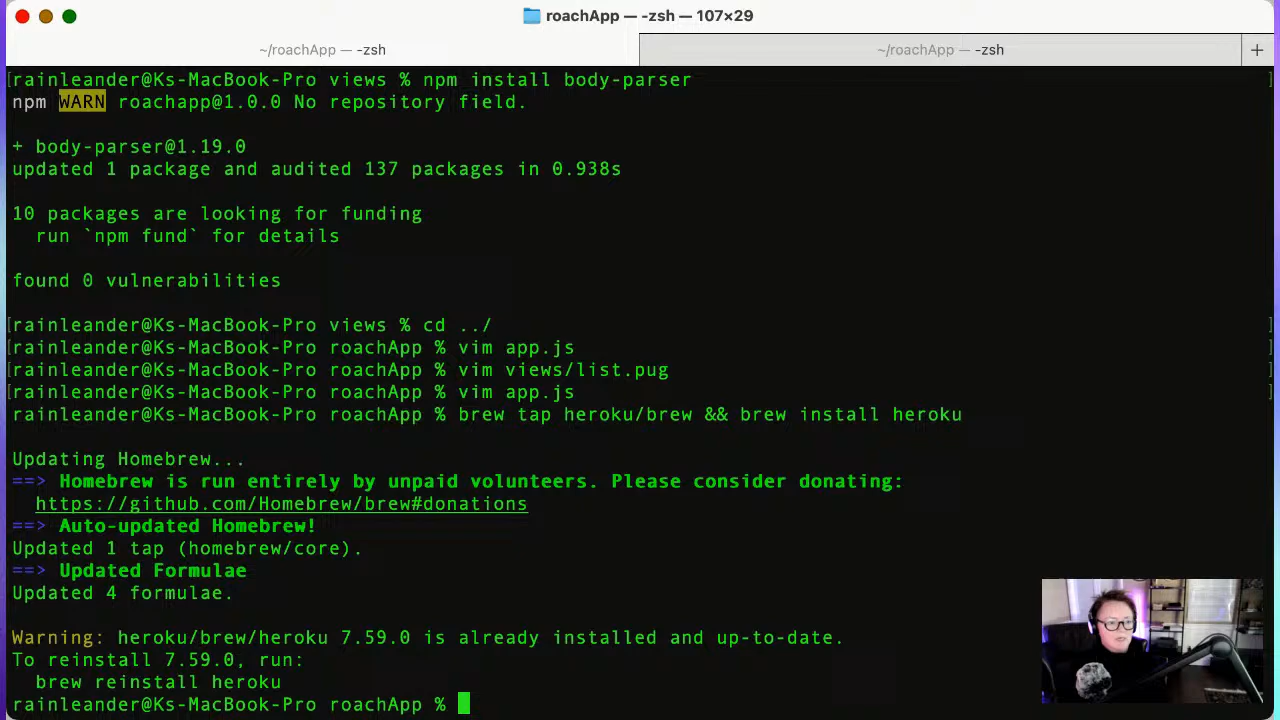 roachApp — -zsh — 107×29
~/roachApp — -zsh
~/roachApp — -zsh
+
[rainleander@Ks-MacBook-Pro views % npm install body-parser ]
npm WARN roachapp@1.0.0 No repository field.
+ body-parser@1.19.0
updated 1 package and audited 137 packages in 0.938s
10 packages are looking for funding
run `npm fund` for details
found 0 vulnerabilities
[rainleander@Ks-MacBook-Pro views % cd ../ ]
[rainleander@Ks-MacBook-Pro roachApp % vim app.js ]
[rainleander@Ks-MacBook-Pro roachApp % vim views/list.pug ]
[rainleander@Ks-MacBook-Pro roachApp % vim app.js ]
rainleander@Ks-MacBook-Pro roachApp % brew tap heroku/brew && brew install heroku
Updating Homebrew...
==> Homebrew is run entirely by unpaid volunteers. Please consider donating:
https://github.com/Homebrew/brew#donations
==> Auto-updated Homebrew!
Updated 1 tap (homebrew/core).
==> Updated Formulae
Updated 4 formulae.
Warning: heroku/brew/heroku 7.59.0 is already installed and up-to-date.
To reinstall 7.59.0, run:
brew reinstall heroku
rainleander@Ks-MacBook-Pro roachApp %